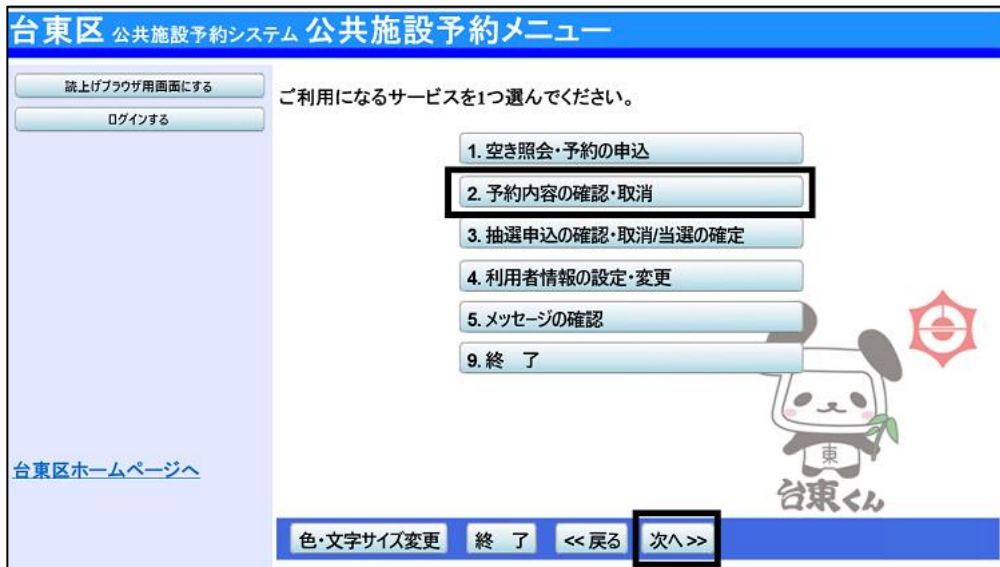 台東区 公共施設予約システム 公共施設予約メニュー
読上げブラウザ用画面にする
ログインする
台東区ホームページへ
ご利用になるサービスを1つ選んでください。
1. 空き照会・予約の申込
2. 予約内容の確認・取消
3. 抽選申込の確認・取消/当選の確定
4. 利用者情報の設定・変更
5. メッセージの確認
9. 終 了
東
台東くん
色・文字サイズ変更 終 了 <<戻る 次へ>>